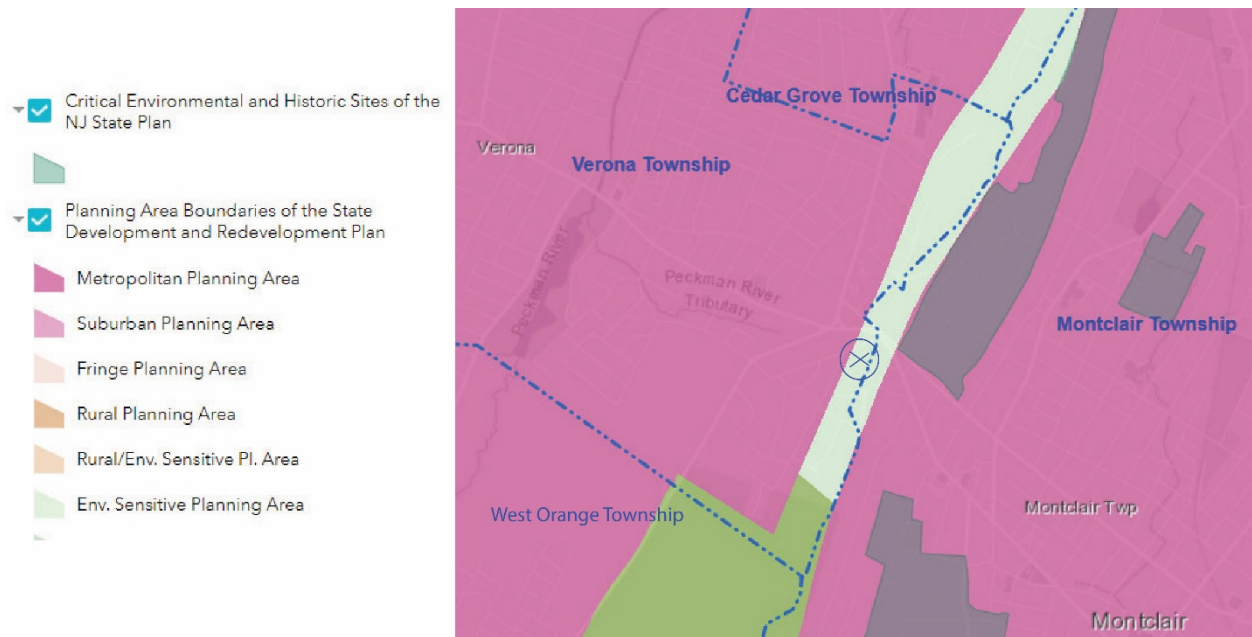 Critical Environmental and Historic Sites of the
NJ State Plan
Planning Area Boundaries of the State
Development and Redevelopment Plan
Metropolitan Planning Area
Suburban Planning Area
Fringe Planning Area
Rural Planning Area
Rural/Env. Sensitive Pl. Area
Env. Sensitive Planning Area
Cedar Grove Township
Verona
Verona Township
Peckman River
Peckman River
Tributary
Montclair Township
West Orange Township
Montclair Twp
Montclair